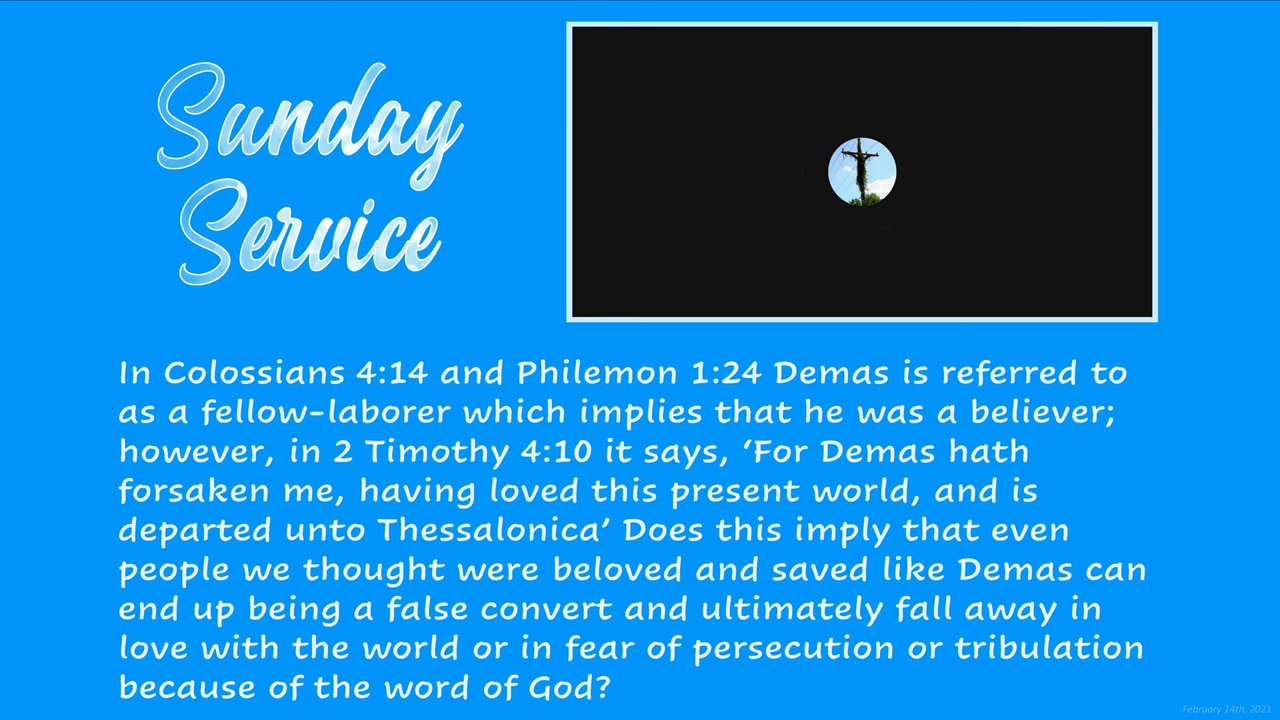 Sunday
Service
In Colossians 4:14 and Philemon 1:24 Demas is referred to
as a fellow-laborer which implies that he was a believer;
however, in 2 Timothy 4:10 it says, ‘For Demas hath
forsaken me, having loved this present world, and is
departed unto Thessalonica’ Does this imply that even
people we thought were beloved and saved like Demas can
end up being a false convert and ultimately fall away in
love with the world or in fear of persecution or tribulation
because of the word of God?
February 14th, 2021